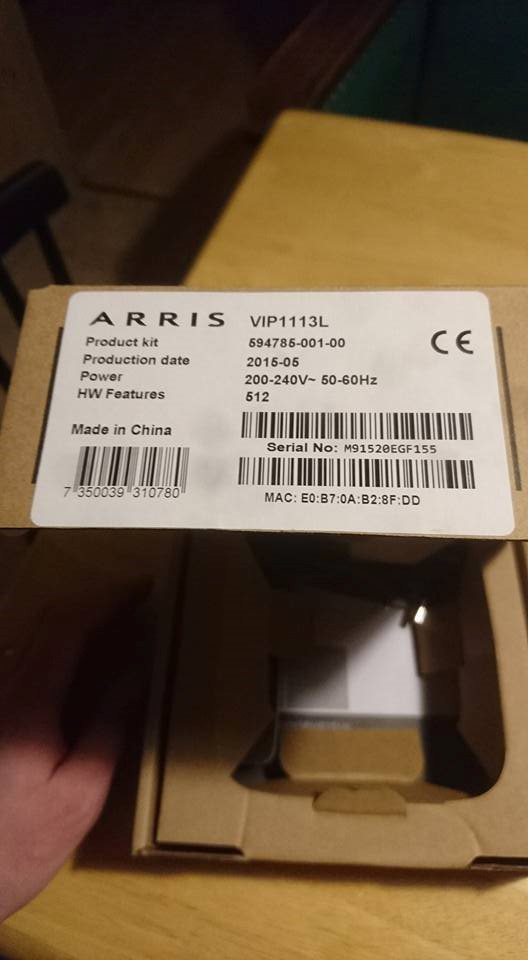 ARRIS VIP1113L
Product kit 594785-001-00
Production date 2015-05
Power 200-240V~ 50-60Hz
HW Features 512
CE
Made in China
Serial No: M91520EGF155
7 350039 310780
MAC: E0:B7:0A:B2:8F:DD